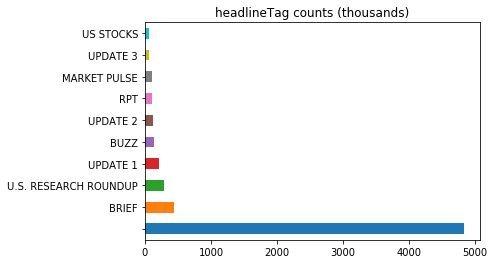 headlineTag counts (thousands)
US STOCKS
UPDATE 3
MARKET PULSE
RPT
UPDATE 2
BUZZ
UPDATE 1
U.S. RESEARCH ROUNDUP
BRIEF
0 1000 2000 3000 4000 5000